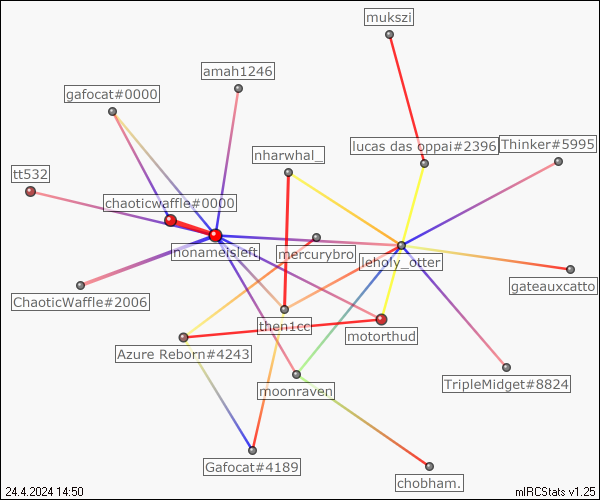 mukszi
amah1246
gafocat#0000
lucas das oppai#2396
Thinker#5995
nharwhal_
tt532
chaoticwaffle#0000
nonameisleft
mercurybro
leholy_otter
gateauxcatto
ChaoticWaffle#2006
then1cc
motorthud
Azure Reborn#4243
TripleMidget#8824
moonraven
Gafocat#4189
chobham.
24.4.2024 14:50
mIRCStats v1.25